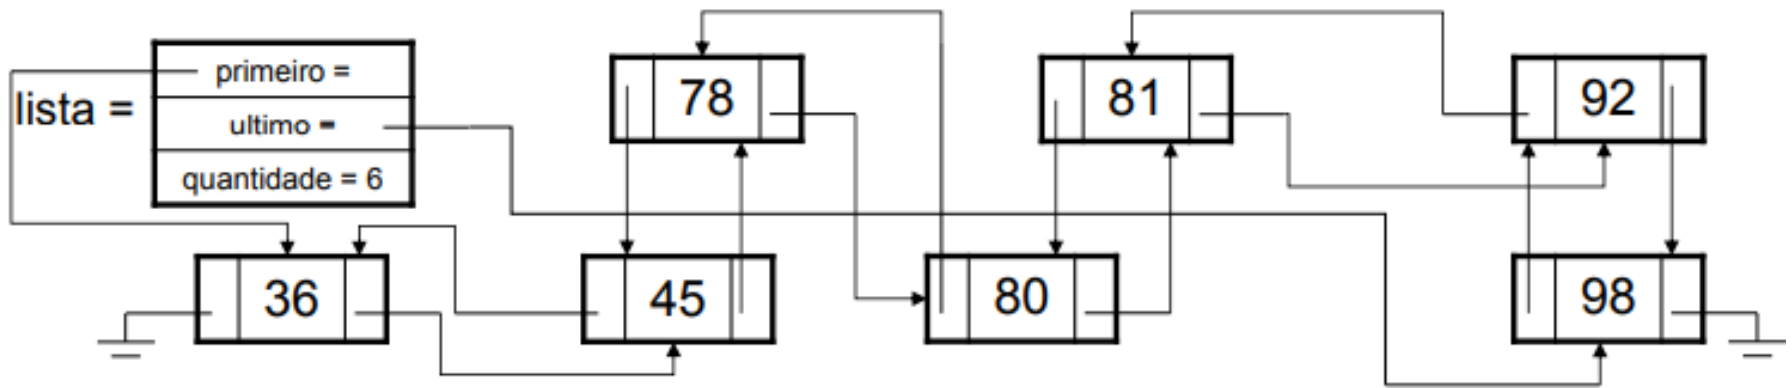 lista =
primeiro =
ultimo =
quantidade = 6
78
81
92
36
45
80
98